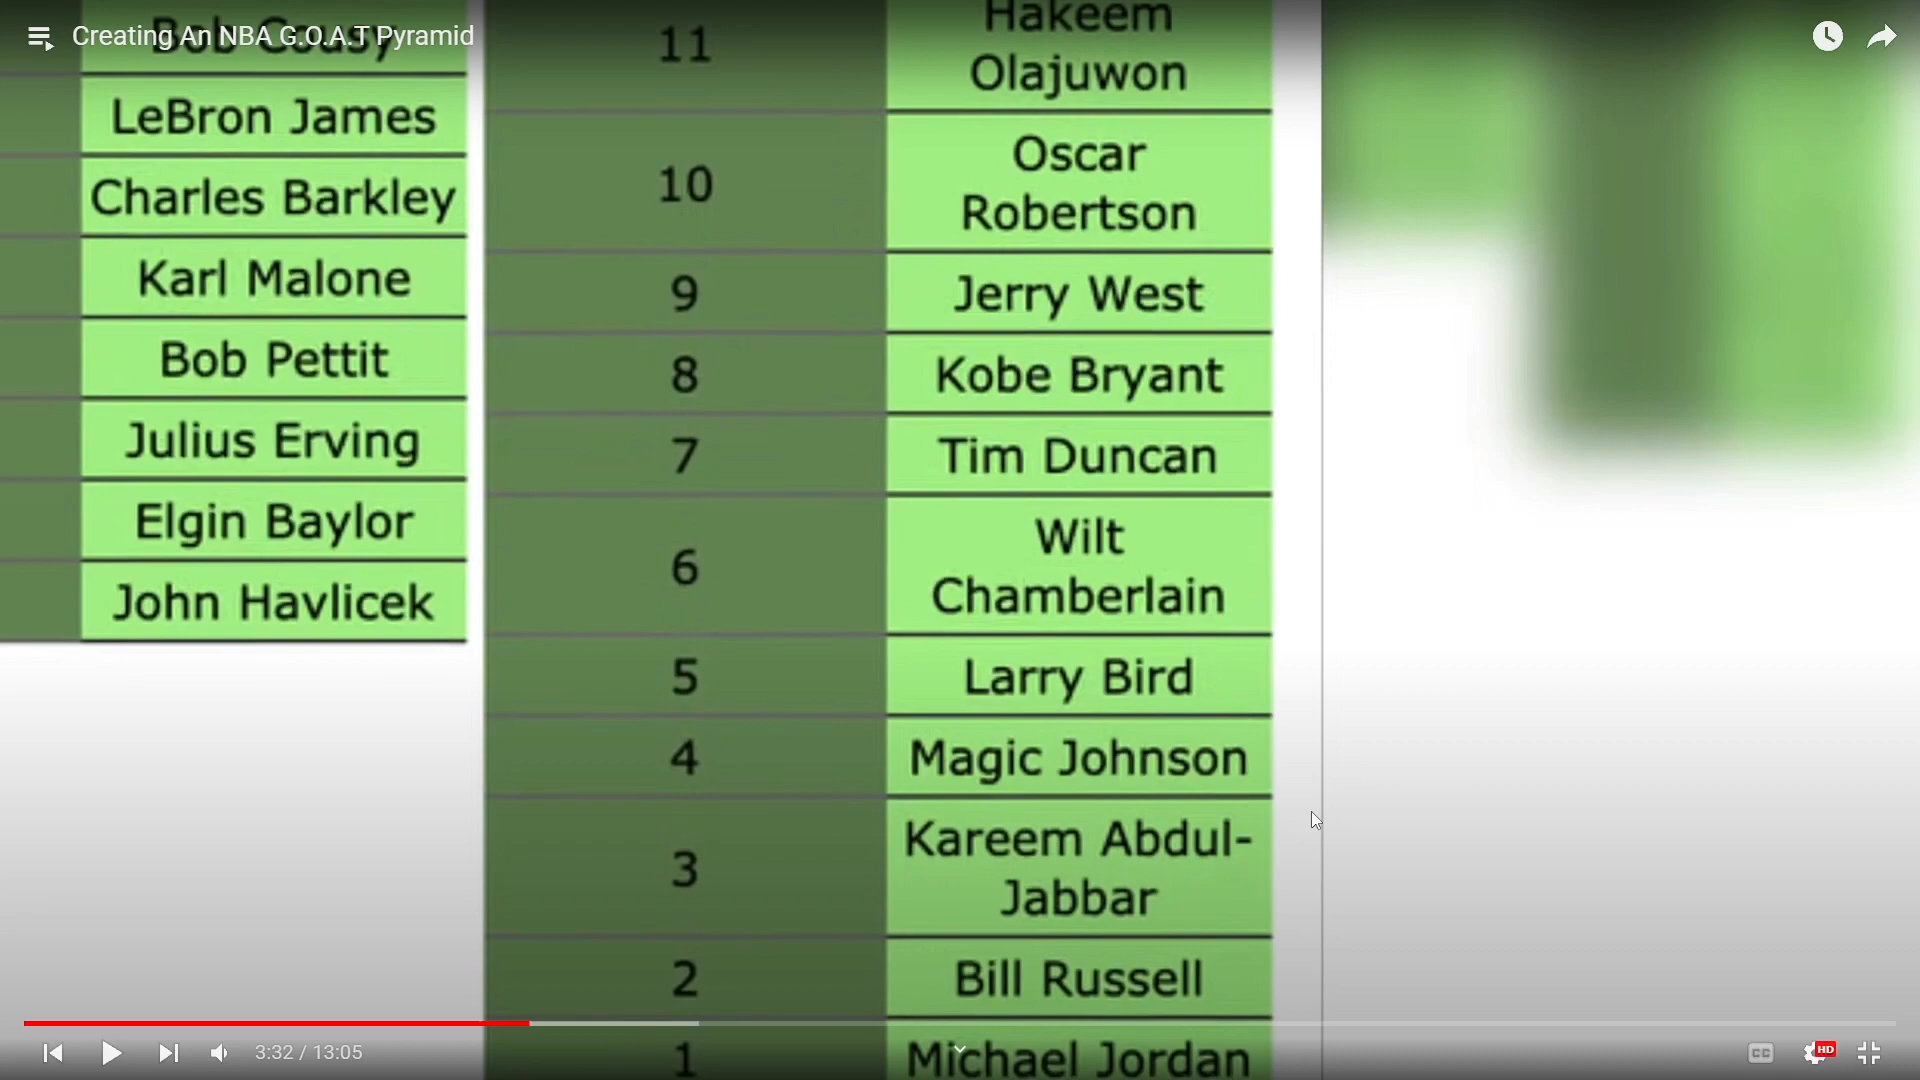 Creating An NBA G.O.A.T Pyramid
Bob Cousy
LeBron James
Charles Barkley
Karl Malone
Bob Pettit
Julius Erving
Elgin Baylor
John Havlicek
11
Hakeem
Olajuwon
10
Oscar
Robertson
9
Jerry West
8
Kobe Bryant
7
Tim Duncan
6
Wilt
Chamberlain
5
Larry Bird
4
Magic Johnson
3
Kareem Abdul-
Jabbar
2
Bill Russell
1
Michael Jordan
3:32 / 13:05
CC
HD